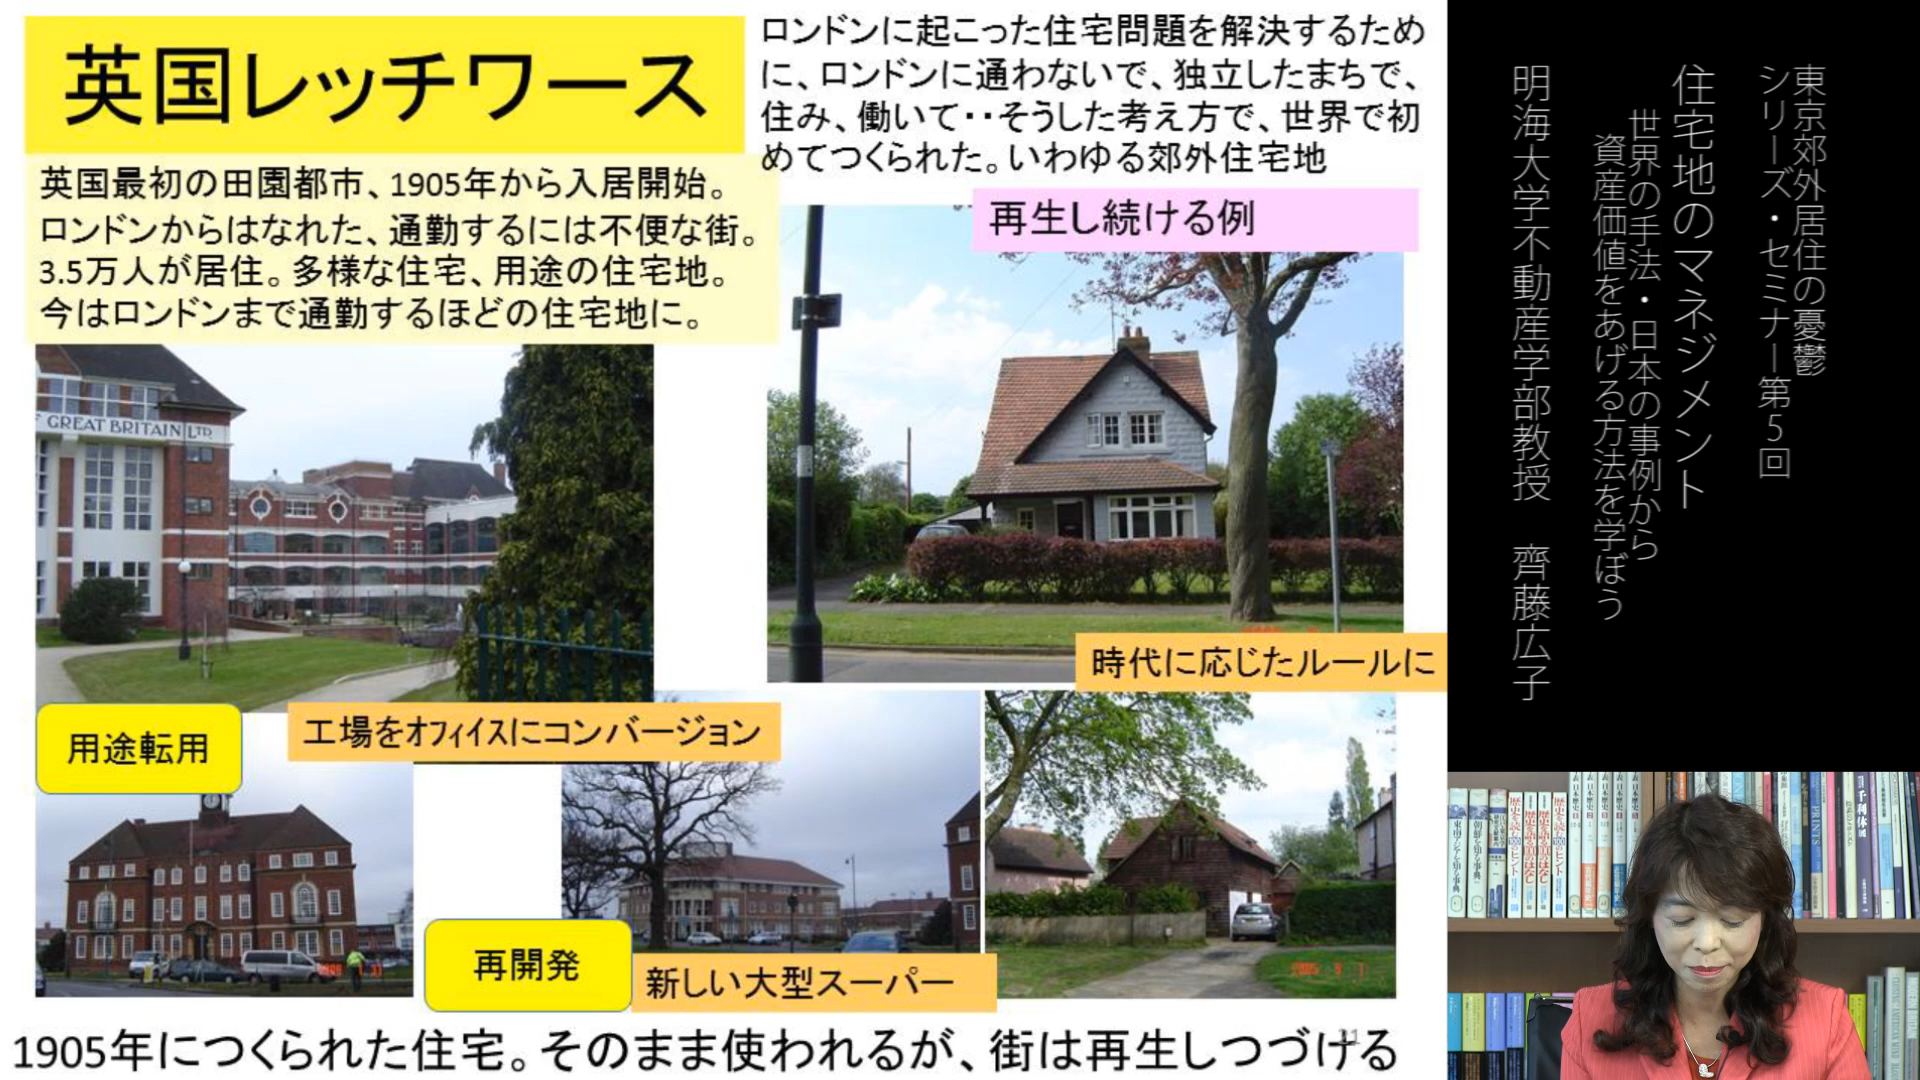 英国レッチワース
ロンドンに起こった住宅問題を解決するため
に、ロンドンに通わないで、独立したまちで、
住み、働いて・・そうした考え方で、世界で初
めてつくられた。いわゆる郊外住宅地
英国最初の田園都市、1905年から入居開始。
ロンドンからはなれた、通勤するには不便な街。
3.5万人が居住。多様な住宅、用途の住宅地。
今はロンドンまで通勤するほどの住宅地に。
再生し続ける例
GREAT BRITAIN LTD
時代に応じたルールに
用途転用
工場をオフィイスにコンバージョン
再開発
新しい大型スーパー
1905年につくられた住宅。そのまま使われるが、街は再生しつづける
東京郊外居住の憂鬱
シリーズ・セミナー第5回
住宅地のマネジメント
世界の手法・日本の事例から
資産価値をあげる方法を学ぼう
明海大学不動産学部教授 齊藤広子
千利休
PRINTS